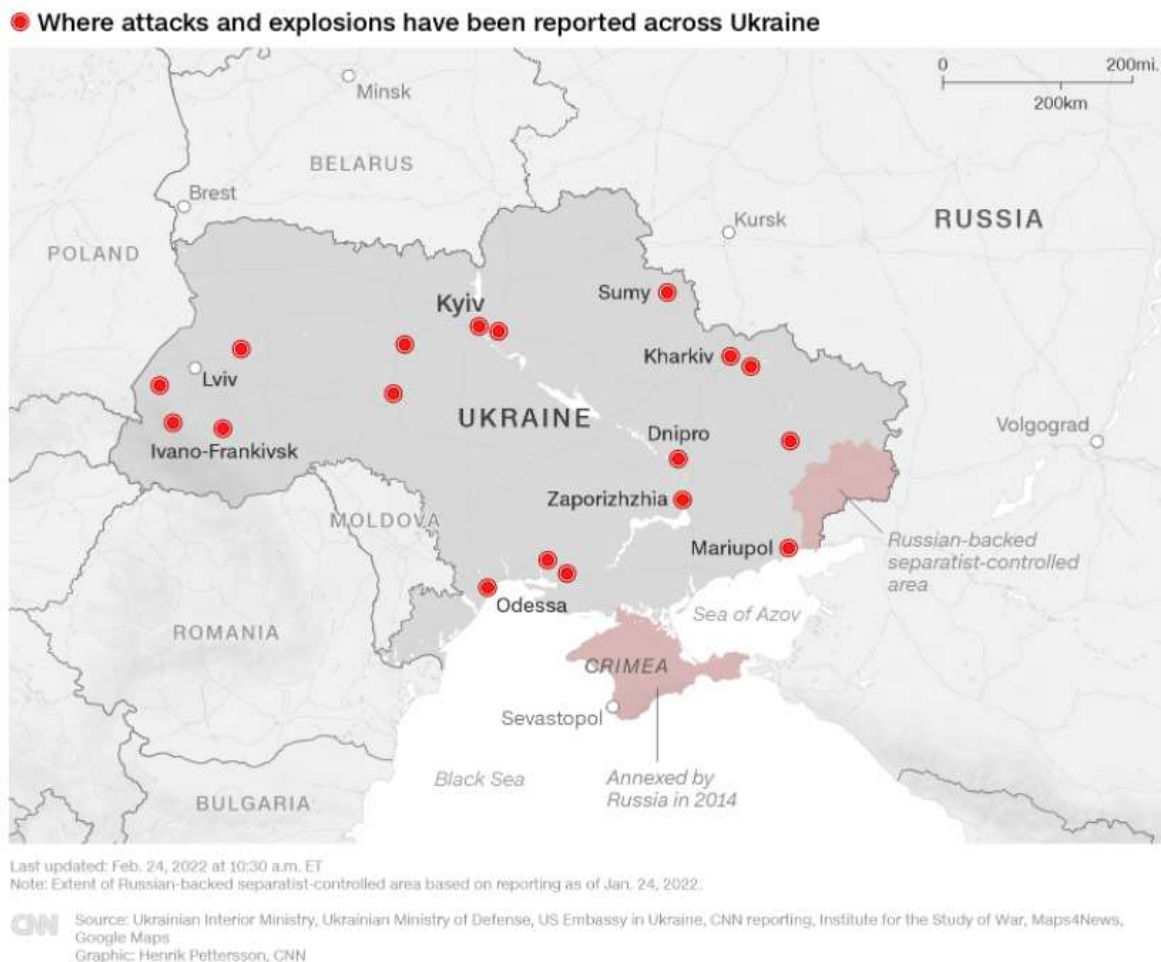 Where attacks and explosions have been reported across Ukraine
0 200mi.
200km
Minsk
BELARUS
Brest
POLAND
Kursk
RUSSIA
Kyiv
Sumy
Kharkiv
Lviv
UKRAINE
Dnipro
Volgograd
Ivano-Frankivsk
Zaporizhzhia
MOLDOVA
Mariupol
Russian-backed
separatist-controlled
area
Odessa
Sea of Azov
ROMANIA
CRIMEA
Sevastopol
Black Sea
Annexed by
Russia in 2014
BULGARIA
Last updated: Feb. 24, 2022 at 10:30 a.m. ET
Note: Extent of Russian-backed separatist-controlled area based on reporting as of Jan. 24, 2022.
CNN
Source: Ukrainian Interior Ministry, Ukrainian Ministry of Defense, US Embassy in Ukraine, CNN reporting, Institute for the Study of War, Maps4News,
Google Maps
Graphic: Henrik Pettersson, CNN